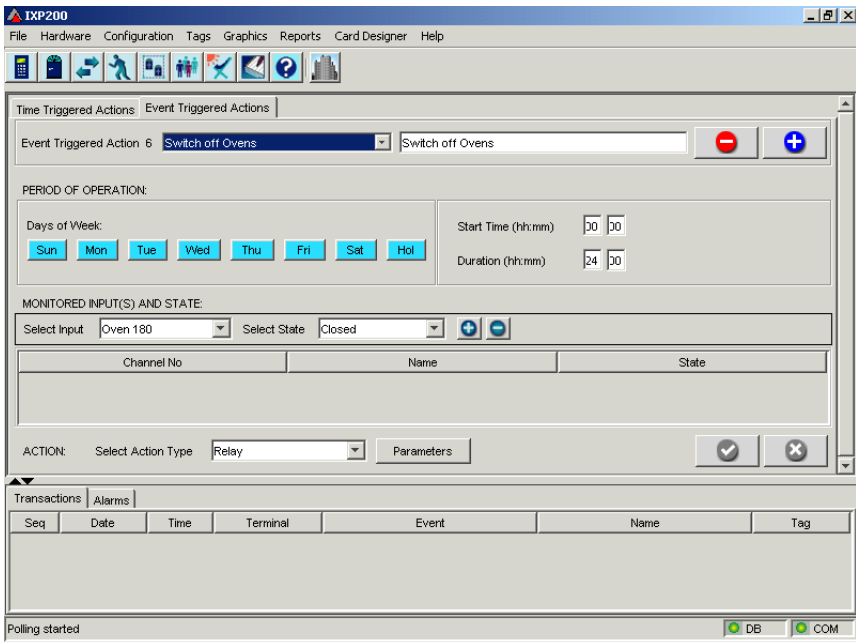 IXP200
File Hardware Configuration Tags Graphics Reports Card Designer Help
Time Triggered Actions Event Triggered Actions
Event Triggered Action 6 Switch off Ovens Switch off Ovens
PERIOD OF OPERATION:
Days of Week:
Sun Mon Tue Wed Thu Fri Sat Hol
Start Time (hh:mm) 00 00
Duration (hh:mm) 24 00
MONITORED INPUT(S) AND STATE:
Select Input Oven 180 Select State Closed
Channel No Name State
ACTION: Select Action Type Relay Parameters
Transactions Alarms
Seq Date Time Terminal Event Name Tag
Polling started DB COM